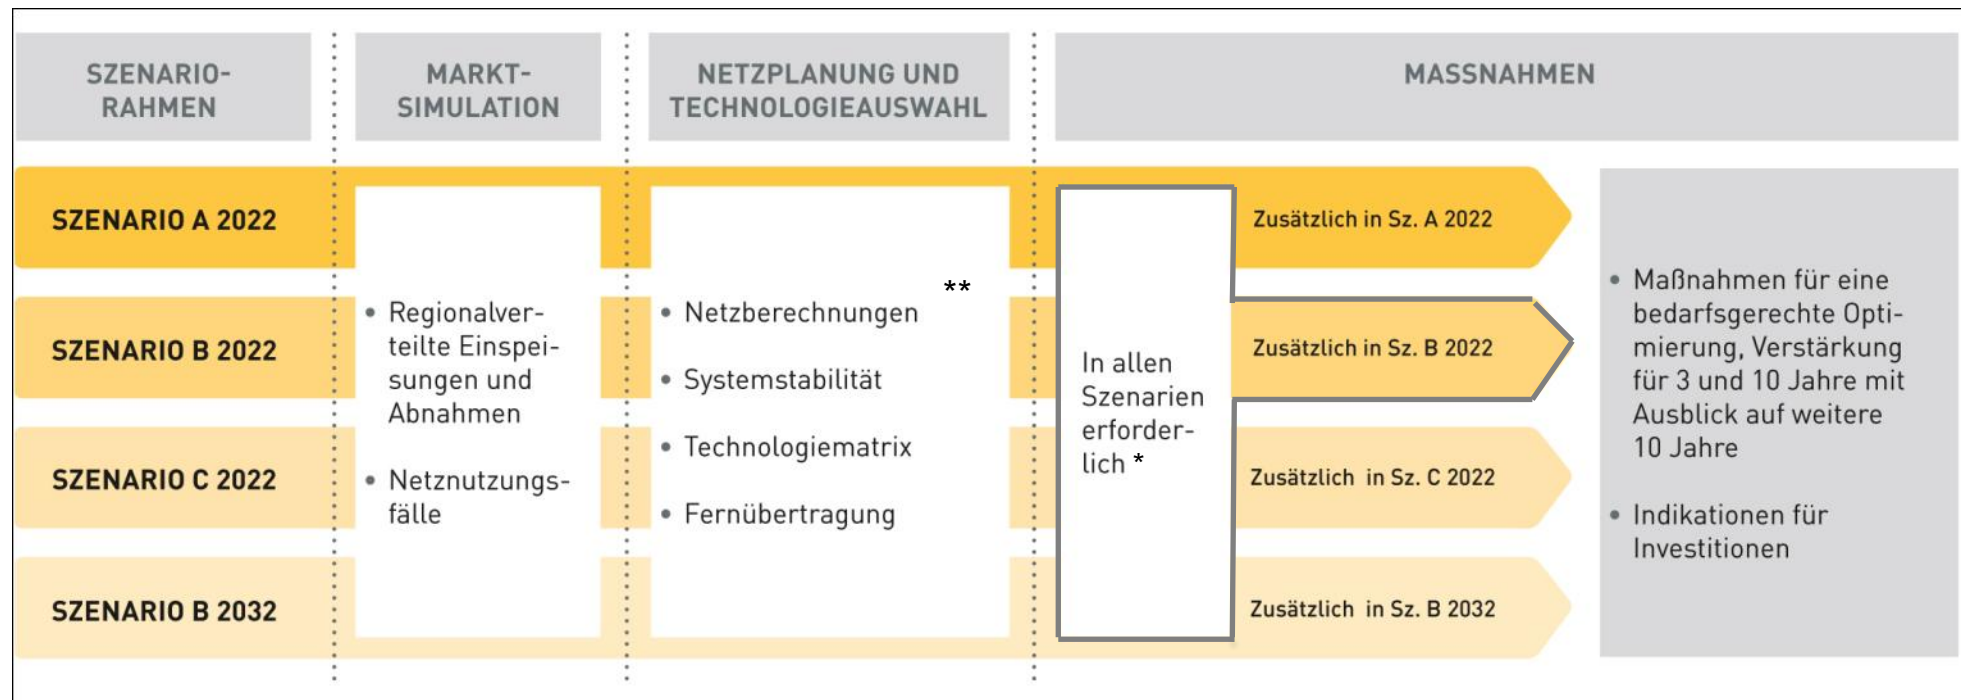 SZENARIO-
RAHMEN
MARKT-
SIMULATION
NETZPLANUNG UND
TECHNOLOGIEAUSWAHL
MASSNAHMEN
SZENARIO A 2022
SZENARIO B 2022
SZENARIO C 2022
SZENARIO B 2032
• Regionalver-
teilte Einspei-
sungen und
Abnahmen
• Netznutzungs-
fälle
**
• Netzberechnungen
• Systemstabilität
• Technologiematrix
• Fernübertragung
In allen
Szenarien
erforder-
lich *
Zusätzlich in Sz. A 2022
Zusätzlich in Sz. B 2022
Zusätzlich in Sz. C 2022
Zusätzlich in Sz. B 2032
• Maßnahmen für eine
bedarfsgerechte Opti-
mierung, Verstärkung
für 3 und 10 Jahre mit
Ausblick auf weitere
10 Jahre
• Indikationen für
Investitionen